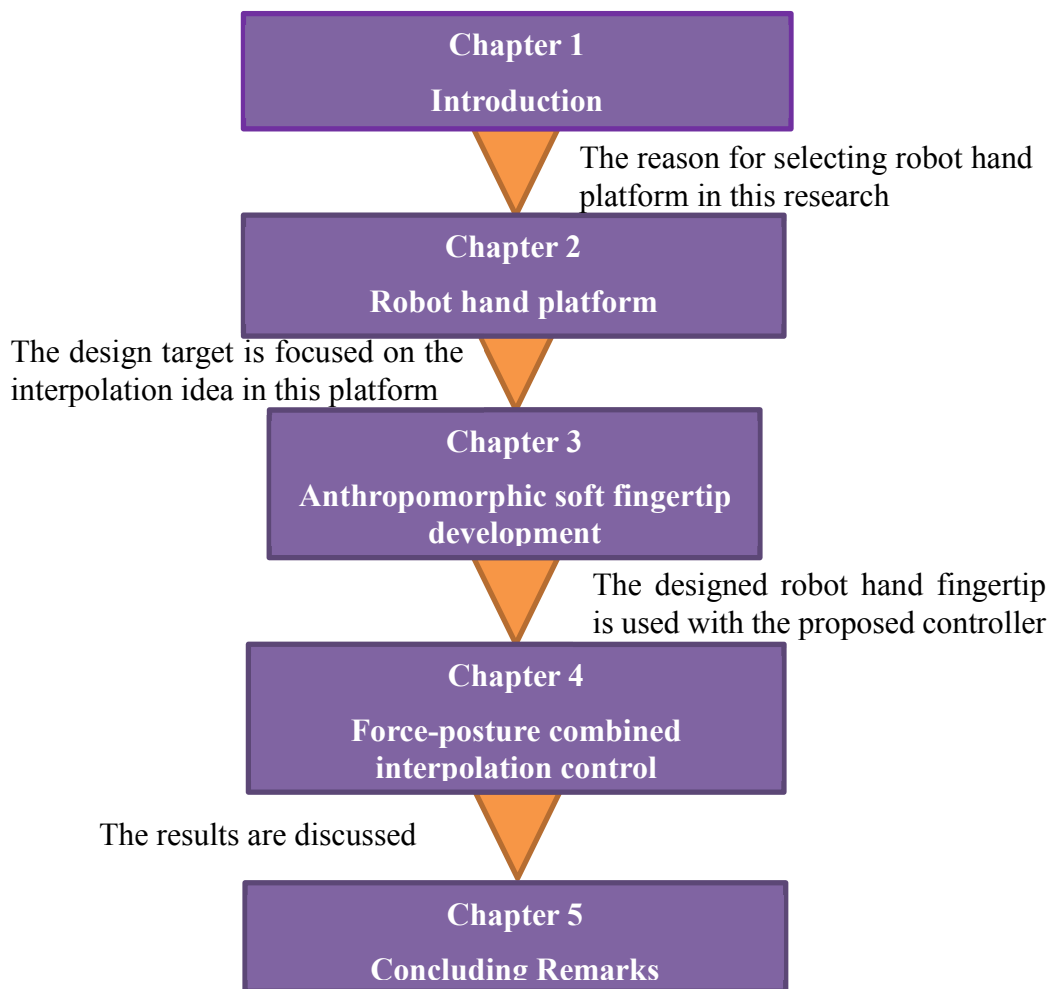 Chapter 1
Introduction
The reason for selecting robot hand
platform in this research
Chapter 2
Robot hand platform
The design target is focused on the
interpolation idea in this platform
Chapter 3
Anthropomorphic soft fingertip
development
The designed robot hand fingertip
is used with the proposed controller
Chapter 4
Force-posture combined
interpolation control
The results are discussed
Chapter 5
Concluding Remarks